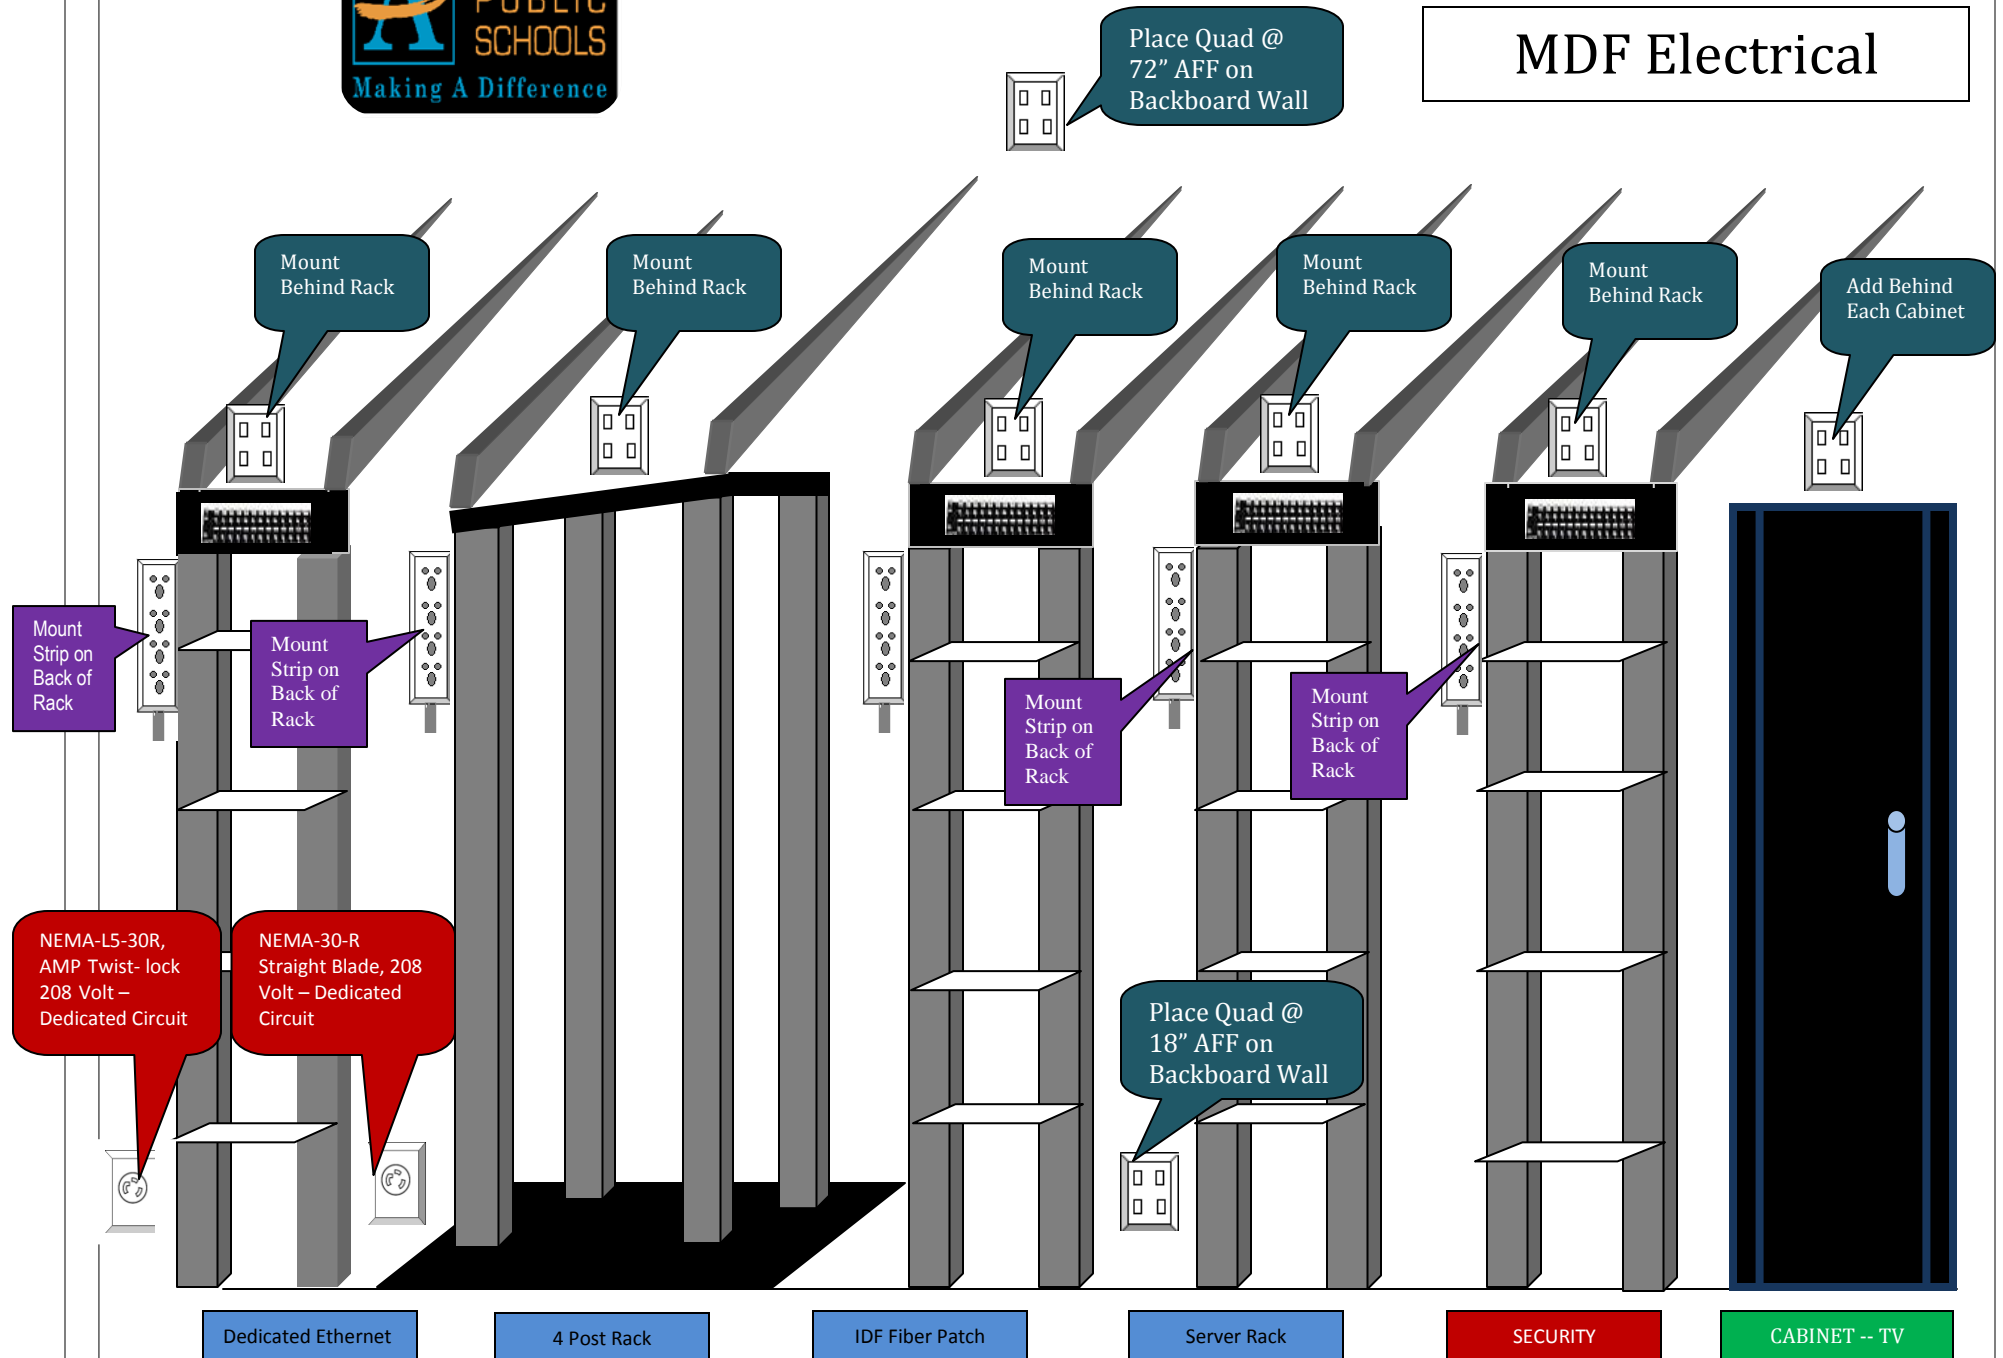 PUBLIC
SCHOOLS
Making A Difference
Place Quad @
72” AFF on
Backboard Wall
MDF Electrical
Mount
Behind Rack
Mount
Behind Rack
Mount
Behind Rack
Mount
Behind Rack
Mount
Behind Rack
Add Behind
Each Cabinet
Mount
Strip on
Back of
Rack
Mount
Strip on
Back of
Rack
Mount
Strip on
Back of
Rack
Mount
Strip on
Back of
Rack
NEMA-L5-30R,
AMP Twist- lock
208 Volt –
Dedicated Circuit
NEMA-30-R
Straight Blade, 208
Volt – Dedicated
Circuit
Place Quad @
18” AFF on
Backboard Wall
Dedicated Ethernet
4 Post Rack
IDF Fiber Patch
Server Rack
SECURITY
CABINET -- TV